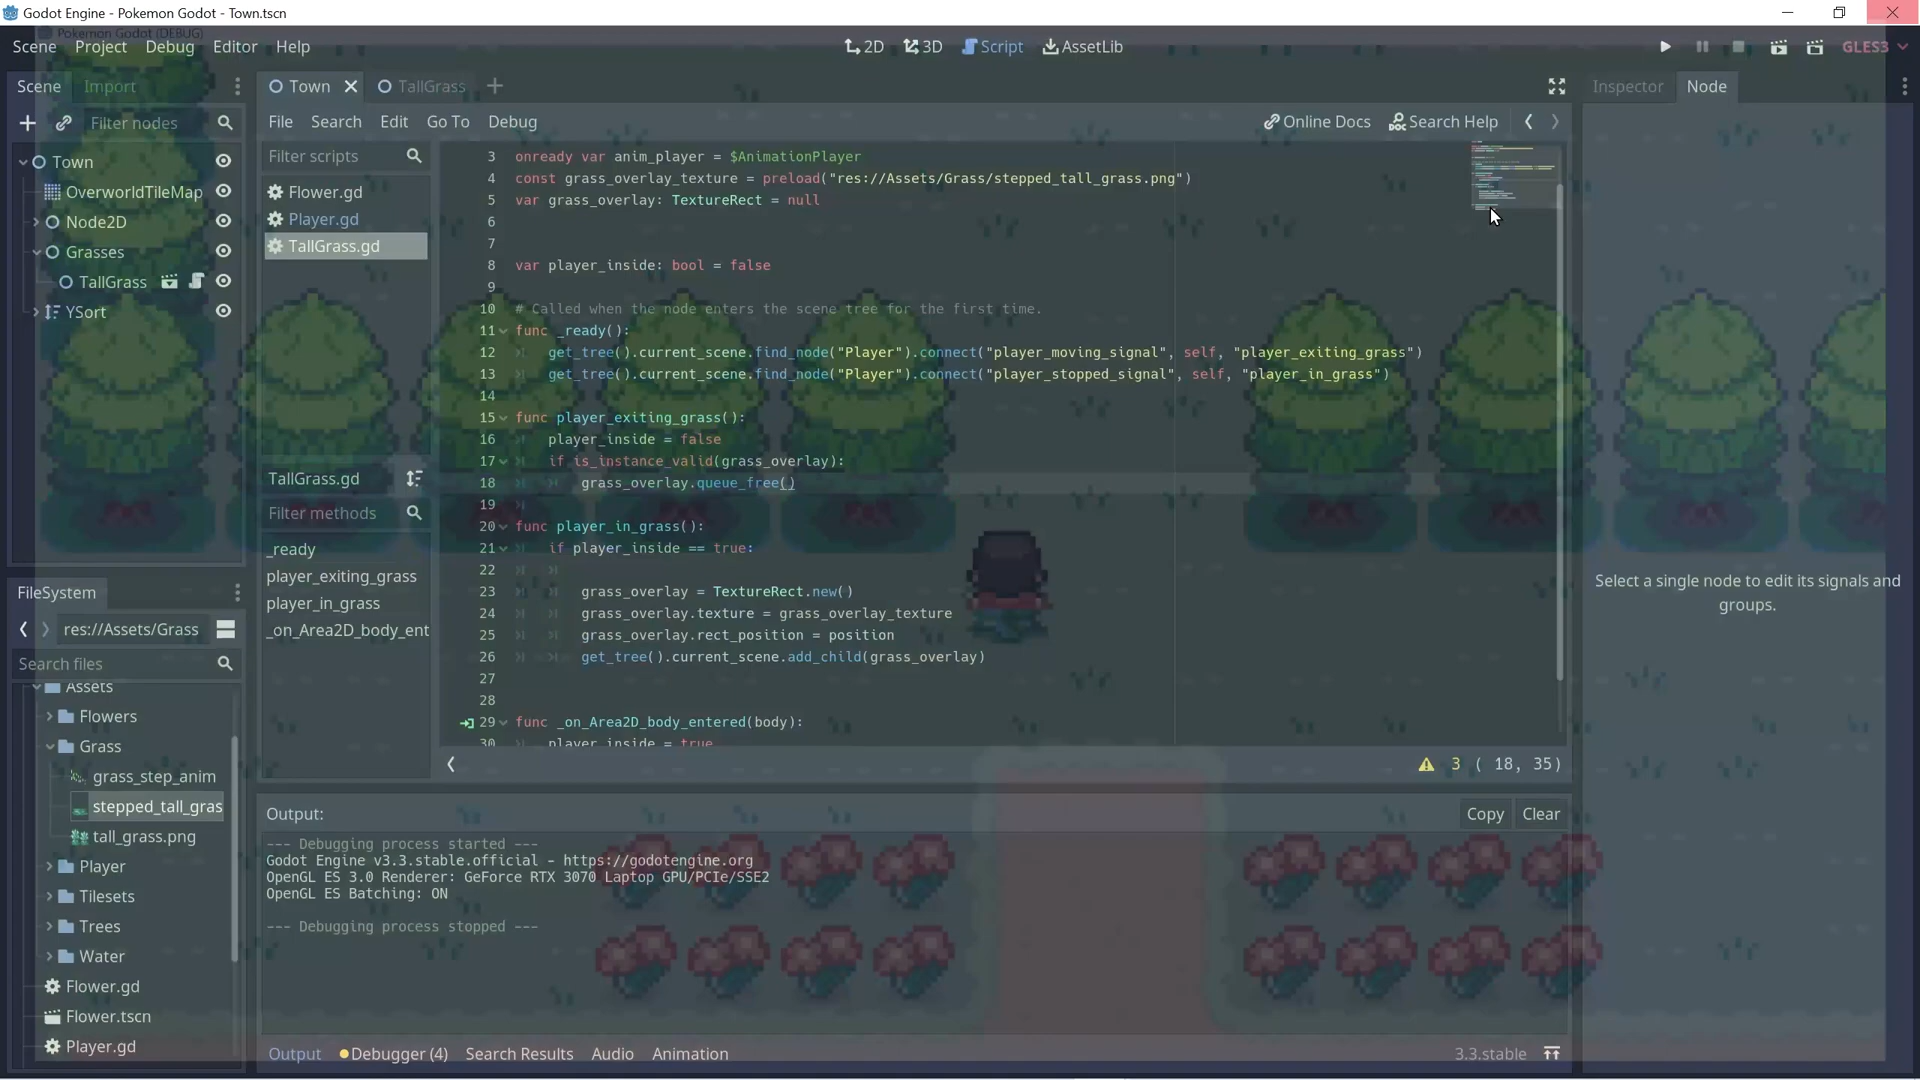 Godot Engine - Pokemon Godot - Town.tscn
Pokemon Godot (DEBUG)
Scene Project Debug Editor Help
2D 3D Script AssetLib
GLES3
Scene Import
Town TallGrass
Inspector Node
Filter nodes
File Search Edit Go To Debug
Online Docs Search Help
Town
OverworldTileMap
Node2D
Grasses
TallGrass
YSort
Filter scripts
Flower.gd
Player.gd
TallGrass.gd
TallGrass.gd
Filter methods
_ready
player_exiting_grass
player_in_grass
_on_Area2D_body_ent
3 onready var anim_player = $AnimationPlayer
4 const grass_overlay_texture = preload("res://Assets/Grass/stepped_tall_grass.png")
5 var grass_overlay: TextureRect = null
6
7
8 var player_inside: bool = false
9
10 # Called when the node enters the scene tree for the first time.
11 func _ready():
12 get_tree().current_scene.find_node("Player").connect("player_moving_signal", self, "player_exiting_grass")
13 get_tree().current_scene.find_node("Player").connect("player_stopped_signal", self, "player_in_grass")
14
15 func player_exiting_grass():
16 player_inside = false
17 if is_instance_valid(grass_overlay):
18 grass_overlay.queue_free()
19
20 func player_in_grass():
21 if player_inside == true:
22
23 grass_overlay = TextureRect.new()
24 grass_overlay.texture = grass_overlay_texture
25 grass_overlay.rect_position = position
26 get_tree().current_scene.add_child(grass_overlay)
27
28
29 func _on_Area2D_body_entered(body):
30 player_inside = true
3 ( 18, 35)
Select a single node to edit its signals and
groups.
FileSystem
res://Assets/Grass
Search files
Assets
Flowers
Grass
grass_step_anim
stepped_tall_gras
tall_grass.png
Player
Tilesets
Trees
Water
Flower.gd
Flower.tscn
Player.gd
Output:
Copy Clear
--- Debugging process started ---
Godot Engine v3.3.stable.official - https://godotengine.org
OpenGL ES 3.0 Renderer: GeForce RTX 3070 Laptop GPU/PCIe/SSE2
OpenGL ES Batching: ON
--- Debugging process stopped ---
Output Debugger (4) Search Results Audio Animation
3.3.stable